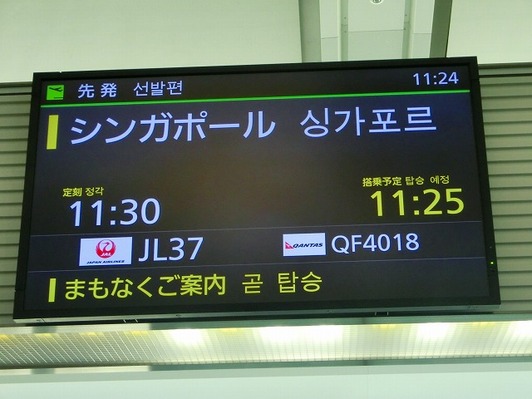 先発 선발편 11:24
シンガポール 싱가포르
定刻 정각 搭乗予定 탑승 예정
11:30 11:25
JAL JAPAN AIRLINES JL37 QANTAS QF4018
まもなくご案内 곧 탑승